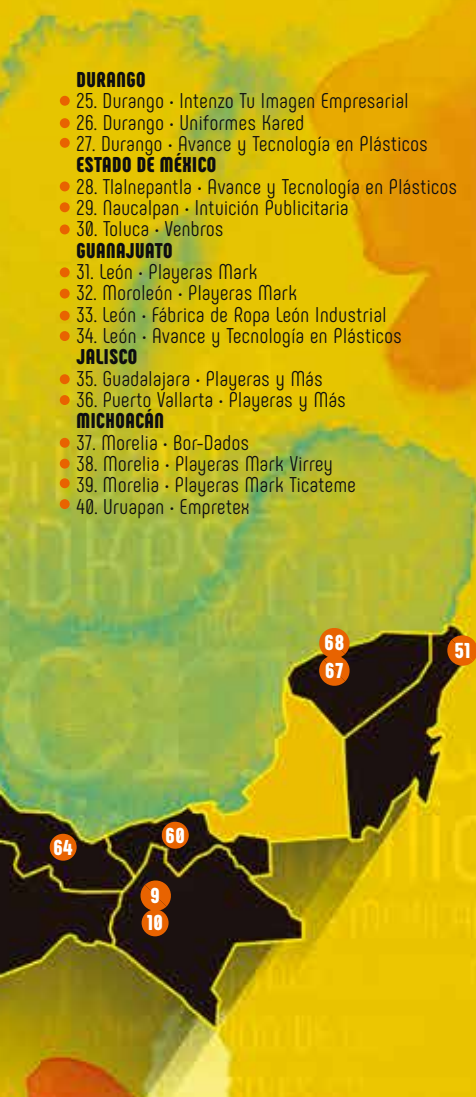 DURANGO
25. Durango · Intenzo Tu Imagen Empresarial
26. Durango · Uniformes Kared
27. Durango · Avance y Tecnología en Plásticos
ESTADO DE MÉXICO
28. Tlalnepantla · Avance y Tecnología en Plásticos
29. Naucalpan · Intuición Publicitaria
30. Toluca · Venbros
GUANAJUATO
31. León · Playeras Mark
32. Moroleón · Playeras Mark
33. León · Fábrica de Ropa León Industrial
34. León · Avance y Tecnología en Plásticos
JALISCO
35. Guadalajara · Playeras y Más
36. Puerto Vallarta · Playeras y Más
MICHOACÁN
37. Morelia · Bor-Dados
38. Morelia · Playeras Mark Virrey
39. Morelia · Playeras Mark Ticateme
40. Uruapan · Empretex
68
51
67
60
64
9
10